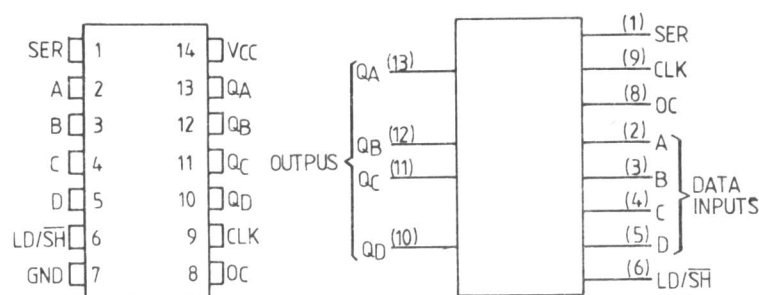 SER 1 14 VCC
A 2 13 QA
B 3 12 QB
C 4 11 QC
D 5 10 QD
LD/SH 6 9 CLK
GND 7 8 OC
OUTPUS
QA (13)
QB (12)
QC (11)
QD (10)
(1) SER
(9) CLK
(8) OC
(2) A
(3) B
(4) C
(5) D
DATA
INPUTS
(6) LD/SH